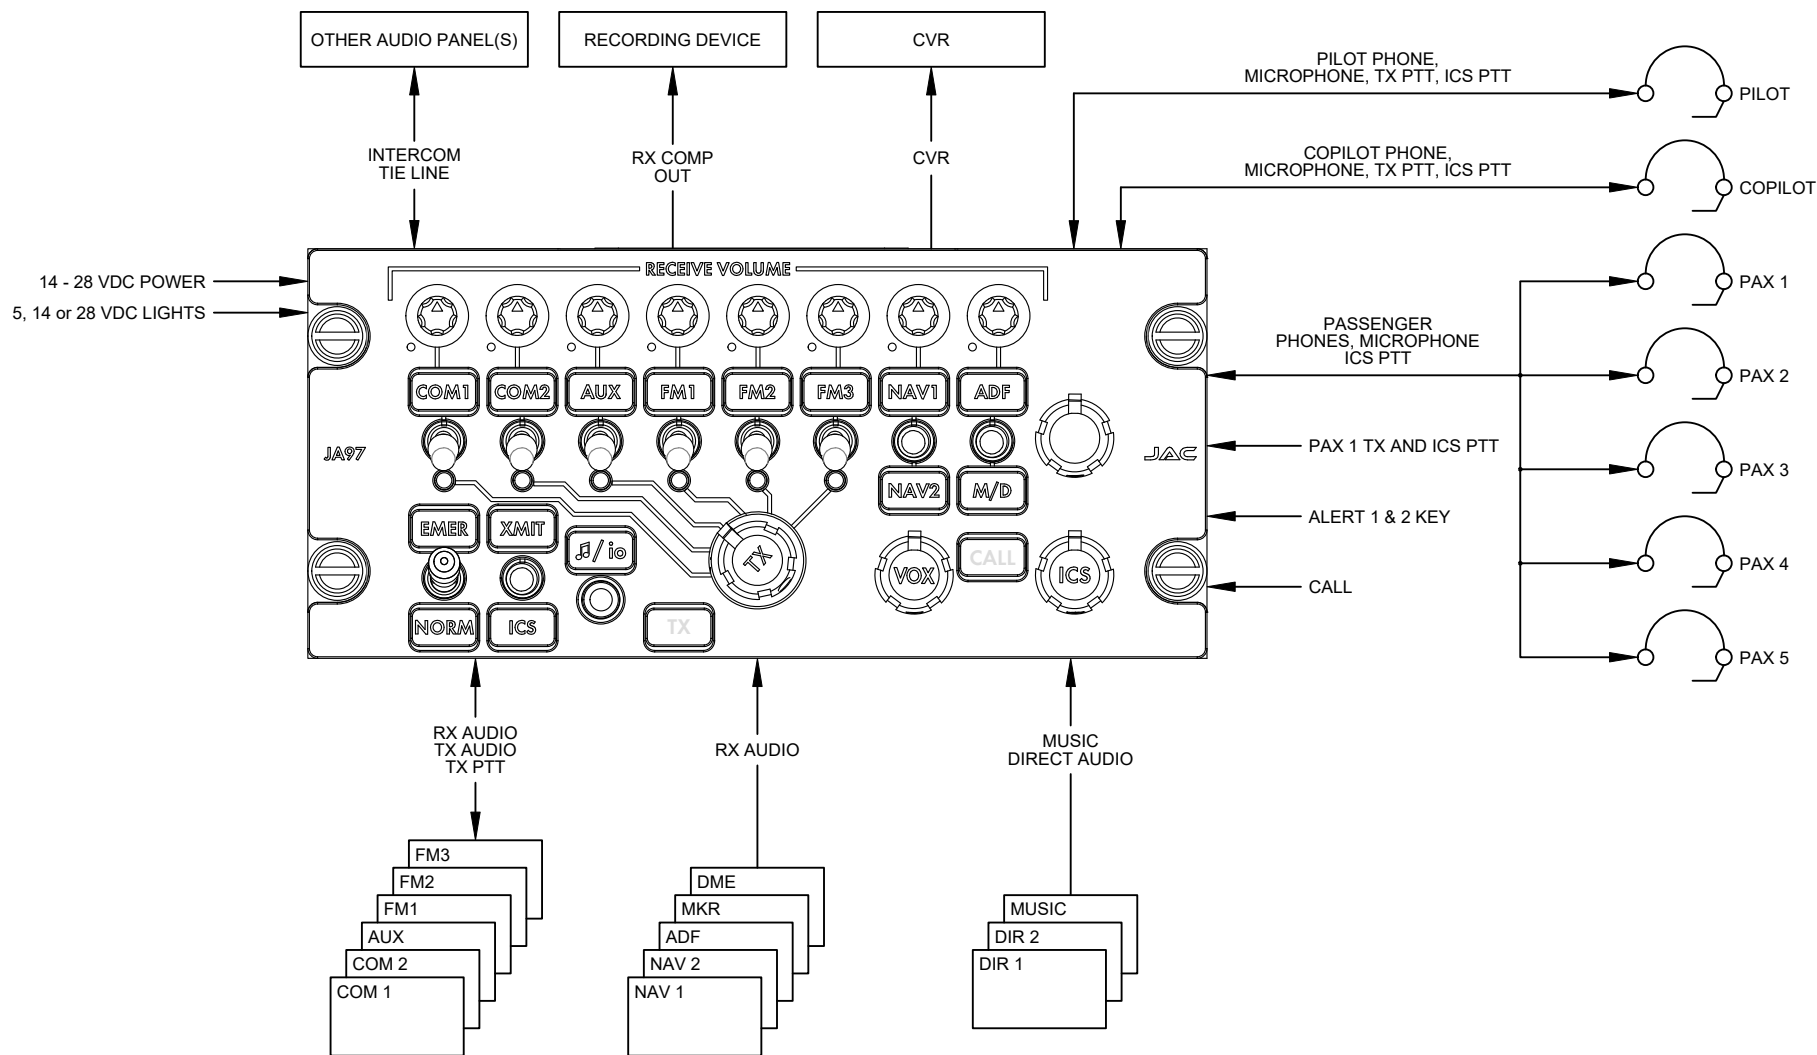 OTHER AUDIO PANEL(S)
RECORDING DEVICE
CVR
INTERCOM
TIE LINE
RX COMP
OUT
CVR
PILOT PHONE,
MICROPHONE, TX PTT, ICS PTT
PILOT
COPILOT PHONE,
MICROPHONE, TX PTT, ICS PTT
COPILOT
14 - 28 VDC POWER
5, 14 or 28 VDC LIGHTS
RECEIVE VOLUME
COM1
COM2
AUX
FM1
FM2
FM3
NAV1
ADF
JA97
JAC
NAV2
M/D
EMER
XMIT
♫/io
TX
VOX
CALL
ICS
NORM
ICS
TX
PASSENGER
PHONES, MICROPHONE
ICS PTT
PAX 1 TX AND ICS PTT
ALERT 1 & 2 KEY
CALL
PAX 1
PAX 2
PAX 3
PAX 4
PAX 5
RX AUDIO
TX AUDIO
TX PTT
RX AUDIO
MUSIC
DIRECT AUDIO
FM3
FM2
FM1
AUX
COM 2
COM 1
DME
MKR
ADF
NAV 2
NAV 1
MUSIC
DIR 2
DIR 1